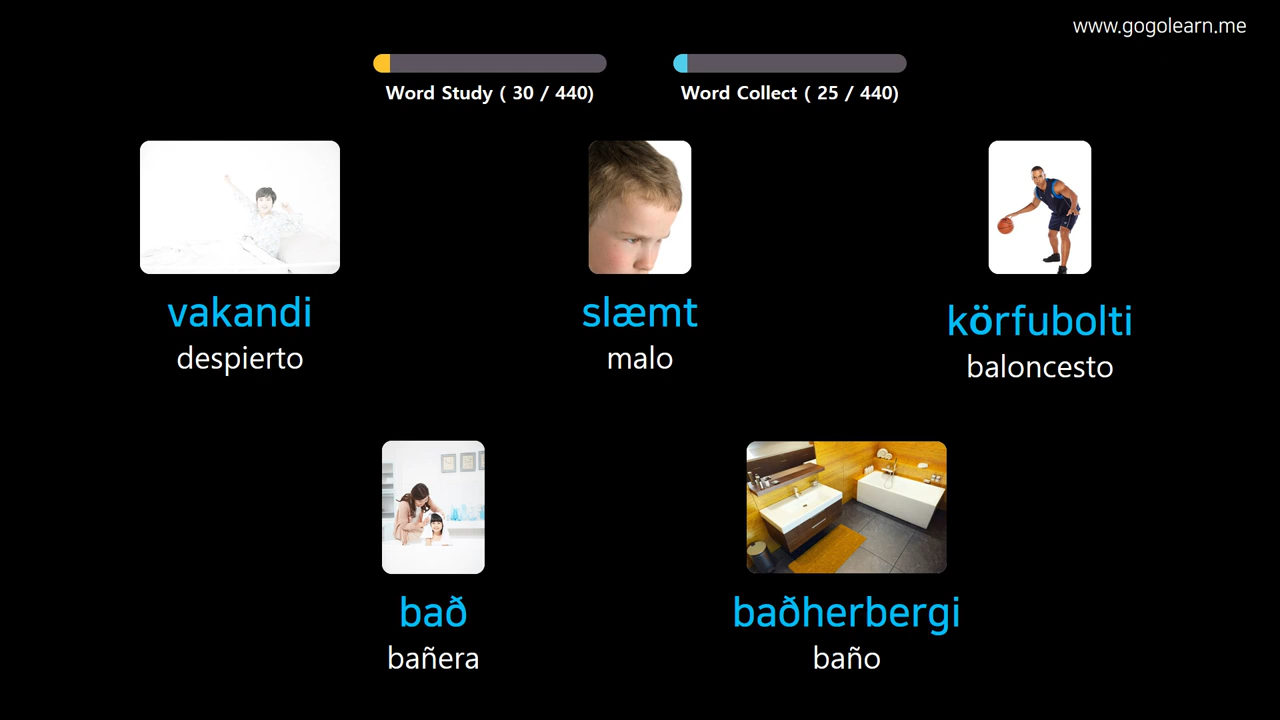 www.gogolearn.me
Word Study ( 30 / 440)
Word Collect ( 25 / 440)
vakandi
despierto
slæmt
malo
körfubolti
baloncesto
bað
bañera
baðherbergi
baño